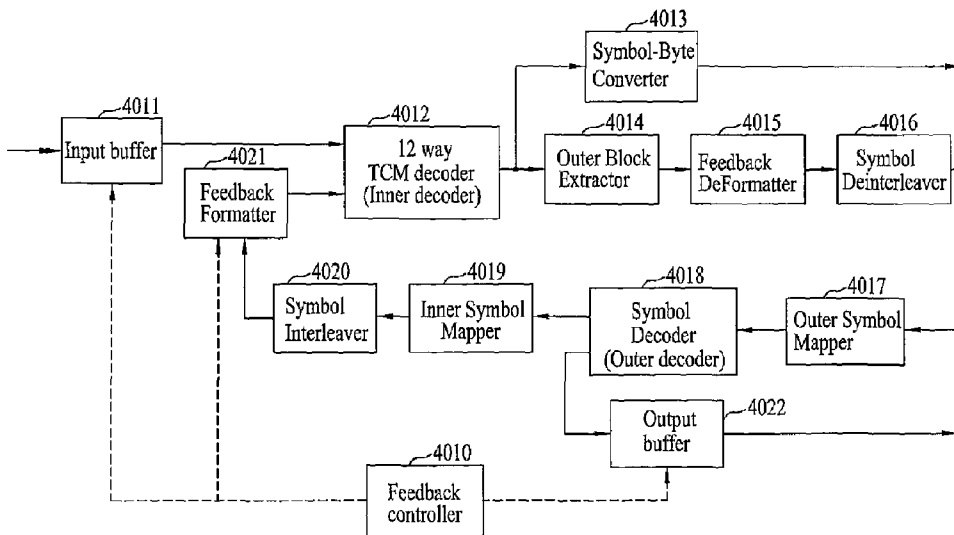 4013
Symbol-Byte
Converter
4011
Input buffer
4012
12 way
TCM decoder
(Inner decoder)
4014
Outer Block
Extractor
4015
Feedback
DeFormatter
4016
Symbol
Deinterleaver
4021
Feedback
Formatter
4020
Symbol
Interleaver
4019
Inner Symbol
Mapper
4018
Symbol
Decoder
(Outer decoder)
4017
Outer Symbol
Mapper
4022
Output
buffer
4010
Feedback
controller